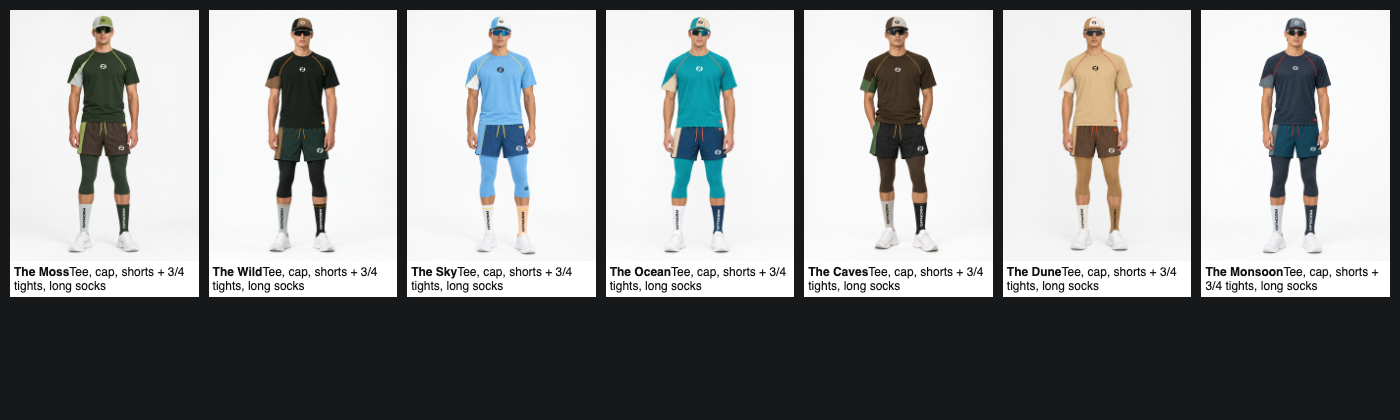 The MossTee, cap, shorts + 3/4
tights, long socks
The WildTee, cap, shorts + 3/4
tights, long socks
The SkyTee, cap, shorts + 3/4
tights, long socks
The OceanTee, cap, shorts + 3/4
tights, long socks
The CavesTee, cap, shorts + 3/4
tights, long socks
The DuneTee, cap, shorts + 3/4
tights, long socks
The MonsoonTee, cap, shorts +
3/4 tights, long socks